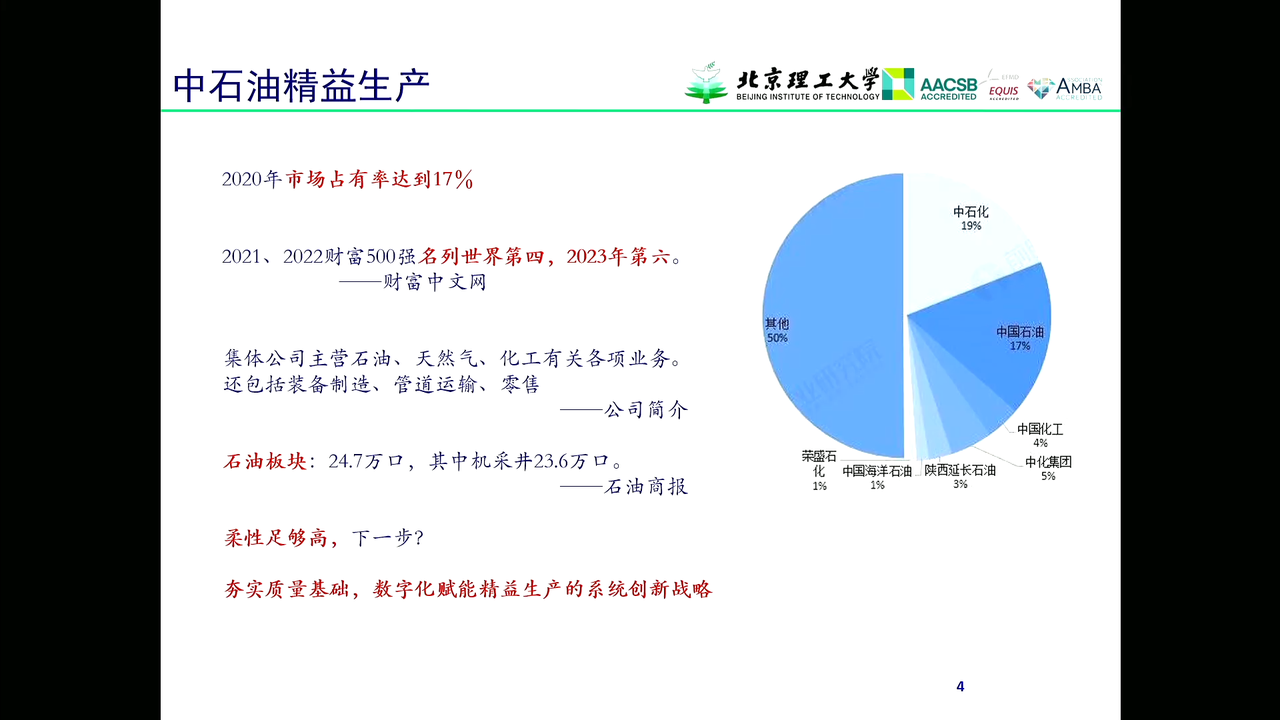 中石油精益生产
北京理工大學
BEIJING INSTITUTE OF TECHNOLOGY
AACSB
ACCREDITED
EFMD
EQUIS
ACCREDITED
ASSOCIATION
AMBA
ACCREDITED
2020年市场占有率达到17%
2021、2022财富500强名列世界第四，2023年第六。
——财富中文网
集体公司主营石油、天然气、化工有关各项业务。
还包括装备制造、管道运输、零售
——公司简介
石油板块：24.7万口，其中机采井23.6万口。
——石油商报
柔性足够高，下一步？
夯实质量基础，数字化赋能精益生产的系统创新战略
中石化
19%
中国石油
17%
中国化工
4%
中化集团
5%
陕西延长石油
3%
中国海洋石油
1%
荣盛石
化
1%
其他
50%
4